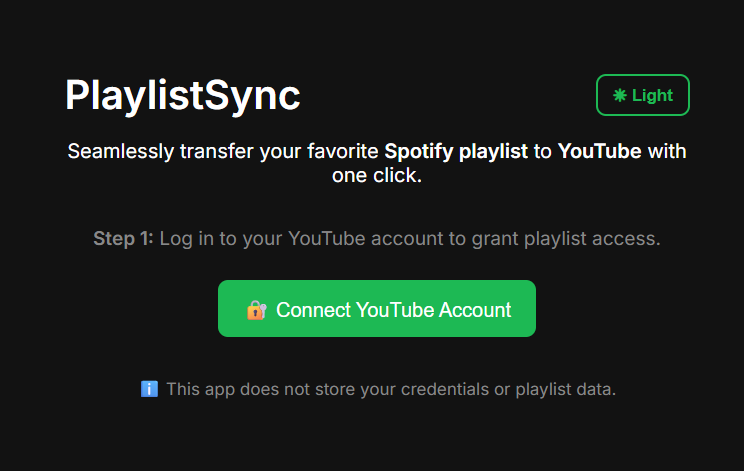 PlaylistSync
☀ Light
Seamlessly transfer your favorite Spotify playlist to YouTube with
one click.
Step 1: Log in to your YouTube account to grant playlist access.
🔐 Connect YouTube Account
ℹ️ This app does not store your credentials or playlist data.